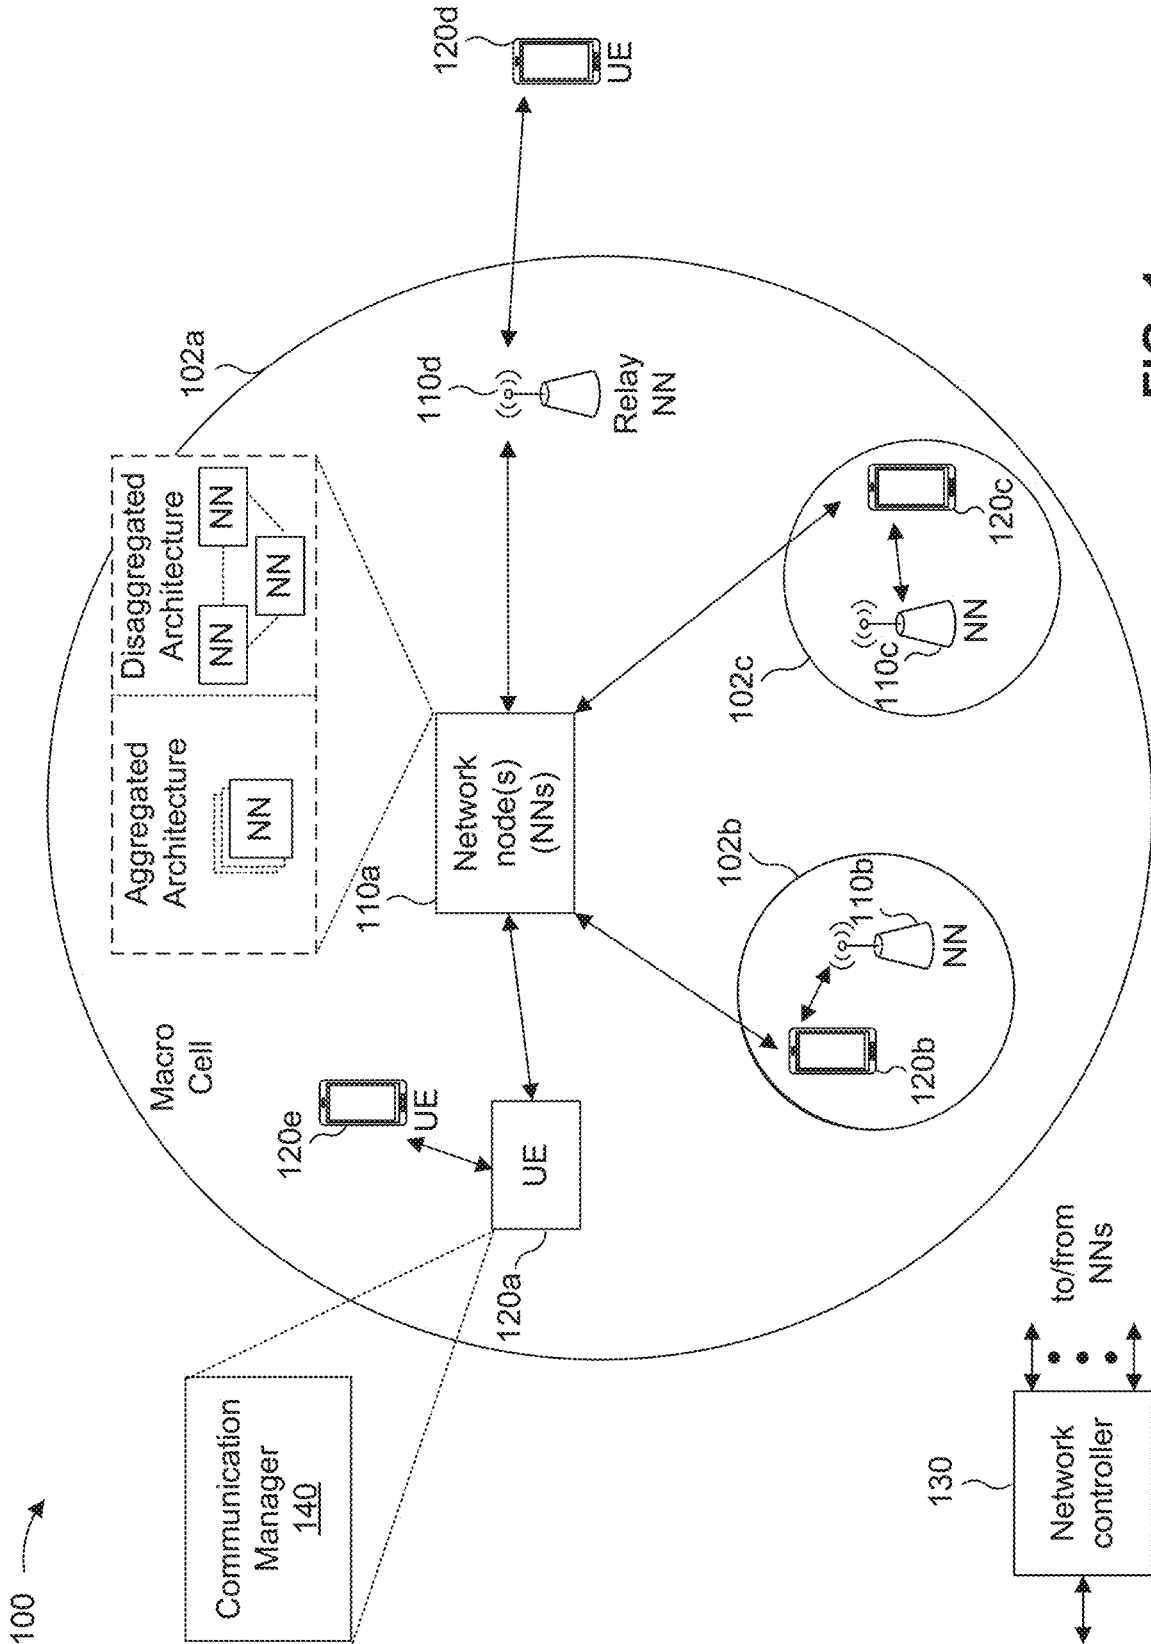 100
Communication
Manager
140
Macro
Cell
Aggregated
Architecture
NN
Disaggregated
Architecture
NN
NN
NN
102a
120e
UE
UE
120a
110a
Network
node(s)
(NNs)
110d
Relay
NN
120d
UE
102b
110b
NN
120b
102c
110c
NN
120c
130
Network
controller
to/from
NNs